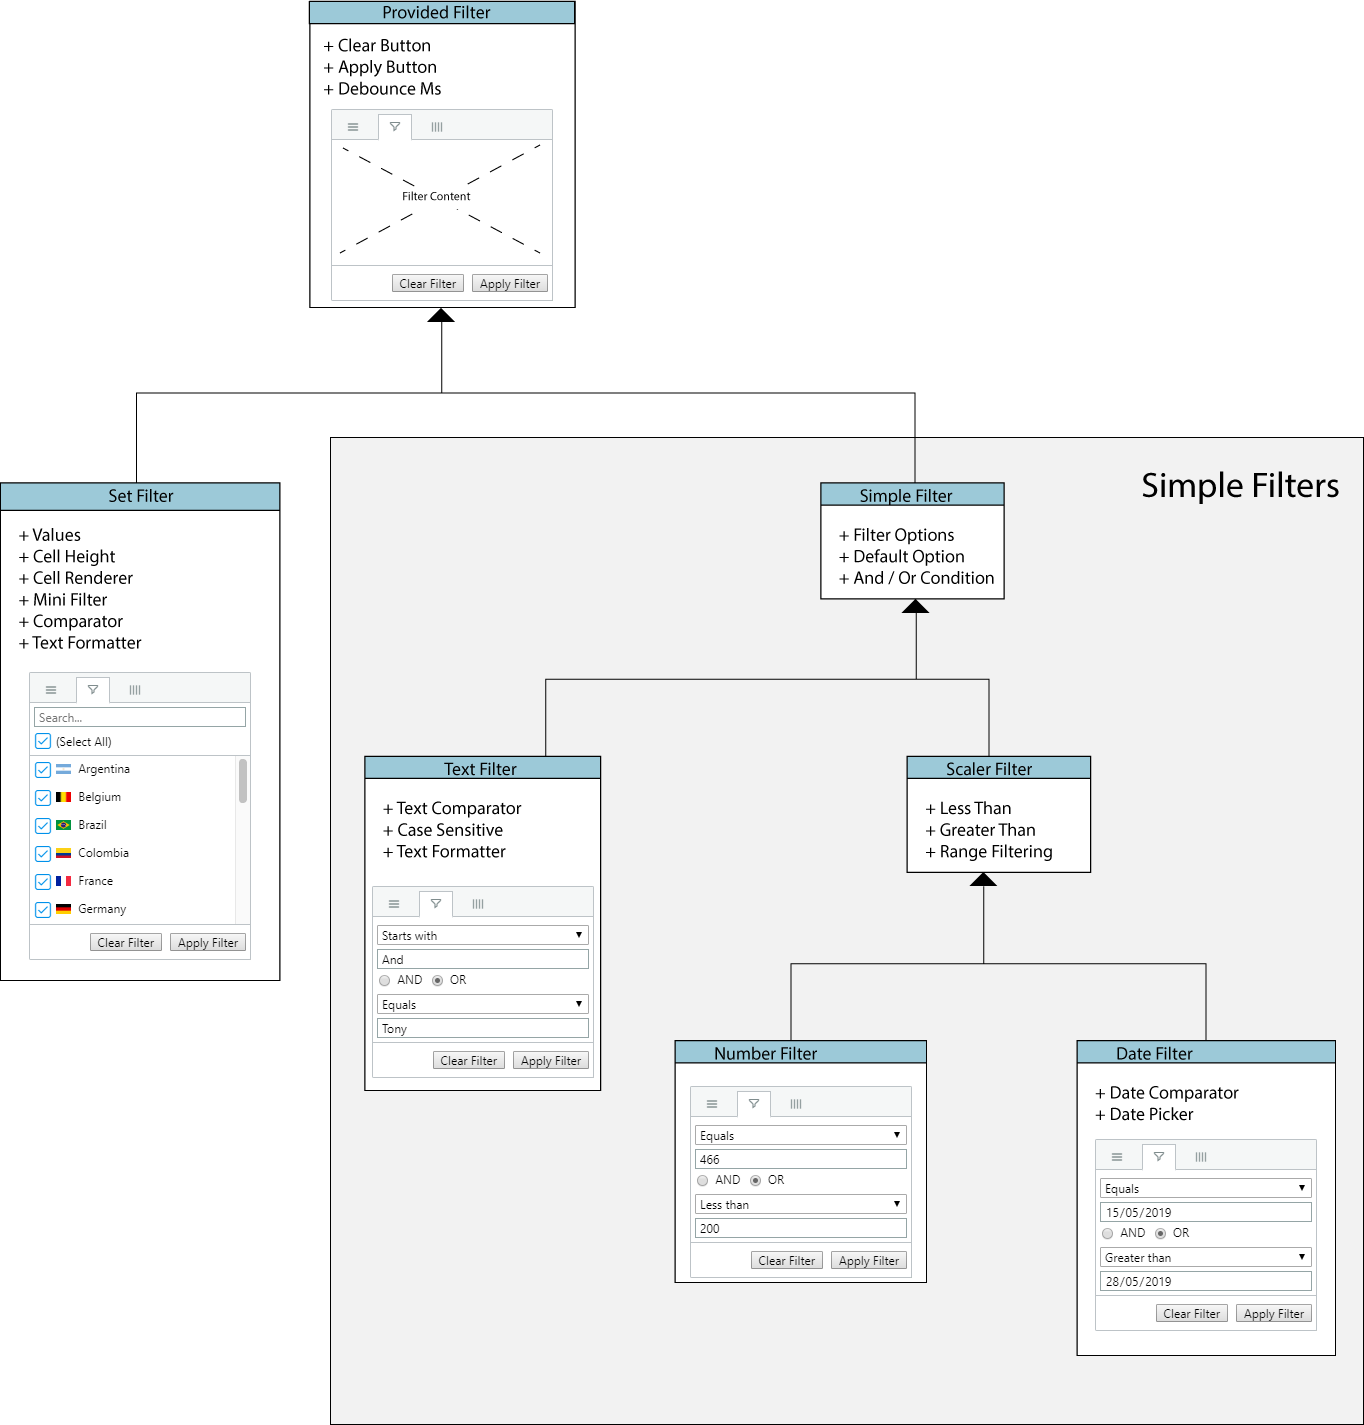 Provided Filter
+ Clear Button
+ Apply Button
+ Debounce Ms
Filter Content
Clear Filter
Apply Filter
Simple Filters
Set Filter
+ Values
+ Cell Height
+ Cell Renderer
+ Mini Filter
+ Comparator
+ Text Formatter
Search...
(Select All)
Argentina
Belgium
Brazil
Colombia
France
Germany
Clear Filter
Apply Filter
Simple Filter
+ Filter Options
+ Default Option
+ And / Or Condition
Text Filter
+ Text Comparator
+ Case Sensitive
+ Text Formatter
Starts with
And
AND OR
Equals
Tony
Clear Filter
Apply Filter
Scaler Filter
+ Less Than
+ Greater Than
+ Range Filtering
Number Filter
Equals
466
AND OR
Less than
200
Clear Filter
Apply Filter
Date Filter
+ Date Comparator
+ Date Picker
Equals
15/05/2019
AND OR
Greater than
28/05/2019
Clear Filter
Apply Filter